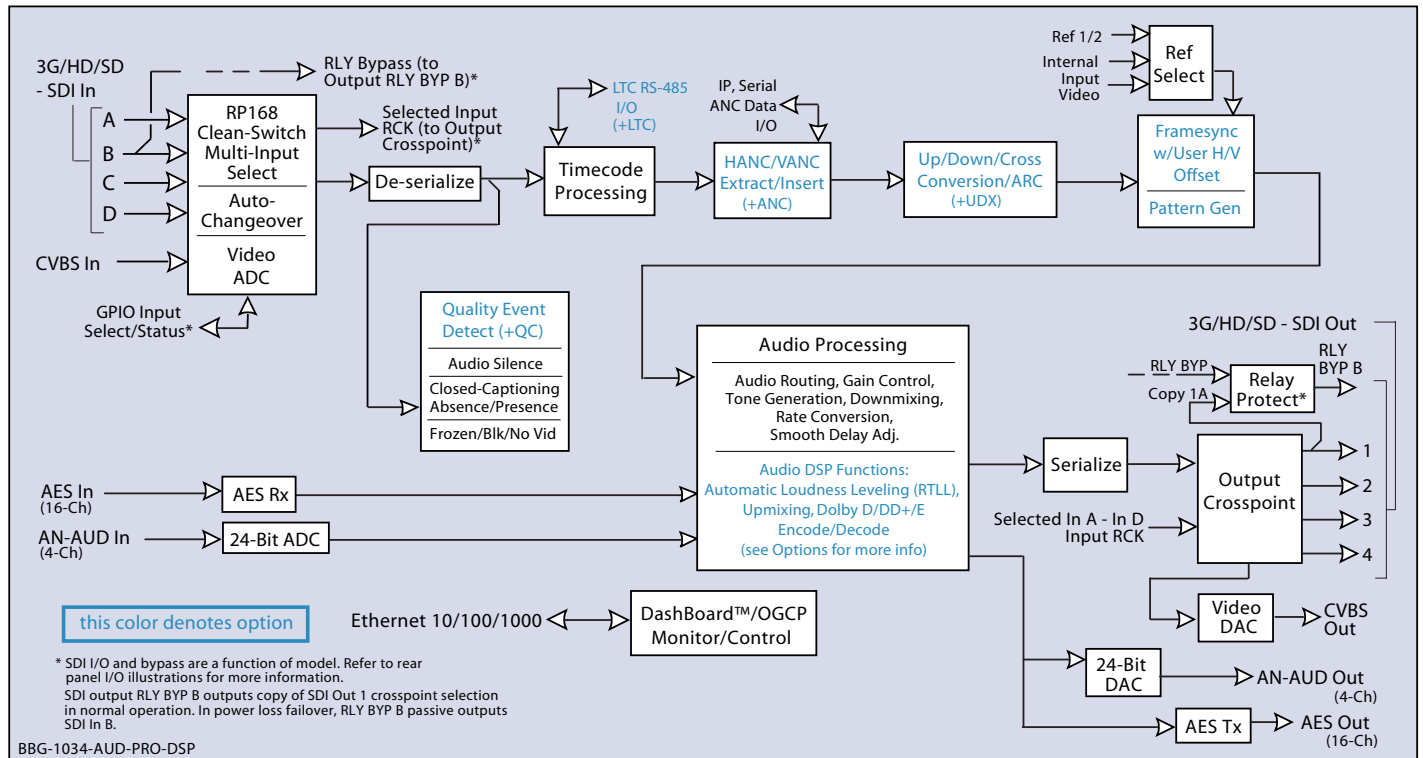 3G/HD/SD
- SDI In
A
B
C
D
CVBS In
GPIO Input
Select/Status*
RLY Bypass (to
Output RLY BYP B)*
RP168
Clean-Switch
Multi-Input
Select
Auto-
Changeover
Video
ADC
Selected Input
RCK (to Output
Crosspoint)*
De-serialize
LTC RS-485
I/O
(+LTC)
Timecode
Processing
IP, Serial
ANC Data
I/O
HANC/VANC
Extract/Insert
(+ANC)
Up/Down/Cross
Conversion/ARC
(+UDX)
Ref 1/2
Internal
Input
Video
Ref
Select
Framesync
w/User H/V
Offset
Pattern Gen
Quality Event
Detect (+QC)
Audio Silence
Closed-Captioning
Absence/Presence
Frozen/Blk/No Vid
AES In
(16-Ch)
AES Rx
AN-AUD In
(4-Ch)
24-Bit ADC
Audio Processing
Audio Routing, Gain Control,
Tone Generation, Downmixing,
Rate Conversion,
Smooth Delay Adj.
Audio DSP Functions:
Automatic Loudness Leveling (RTLL),
Upmixing, Dolby D/DD+/E
Encode/Decode
(see Options for more info)
3G/HD/SD - SDI Out
RLY BYP
Copy 1A
Relay
Protect*
RLY
BYP B
Serialize
Selected In A - In D
Input RCK
Output
Crosspoint
1
2
3
4
Video
DAC
CVBS
Out
24-Bit
DAC
AN-AUD Out
(4-Ch)
AES Tx
AES Out
(16-Ch)
this color denotes option
Ethernet 10/100/1000
DashBoard™/OGCP
Monitor/Control
* SDI I/O and bypass are a function of model. Refer to rear
panel I/O illustrations for more information.
SDI output RLY BYP B outputs copy of SDI Out 1 crosspoint selection
in normal operation. In power loss failover, RLY BYP B passive outputs
SDI In B.
BBG-1034-AUD-PRO-DSP